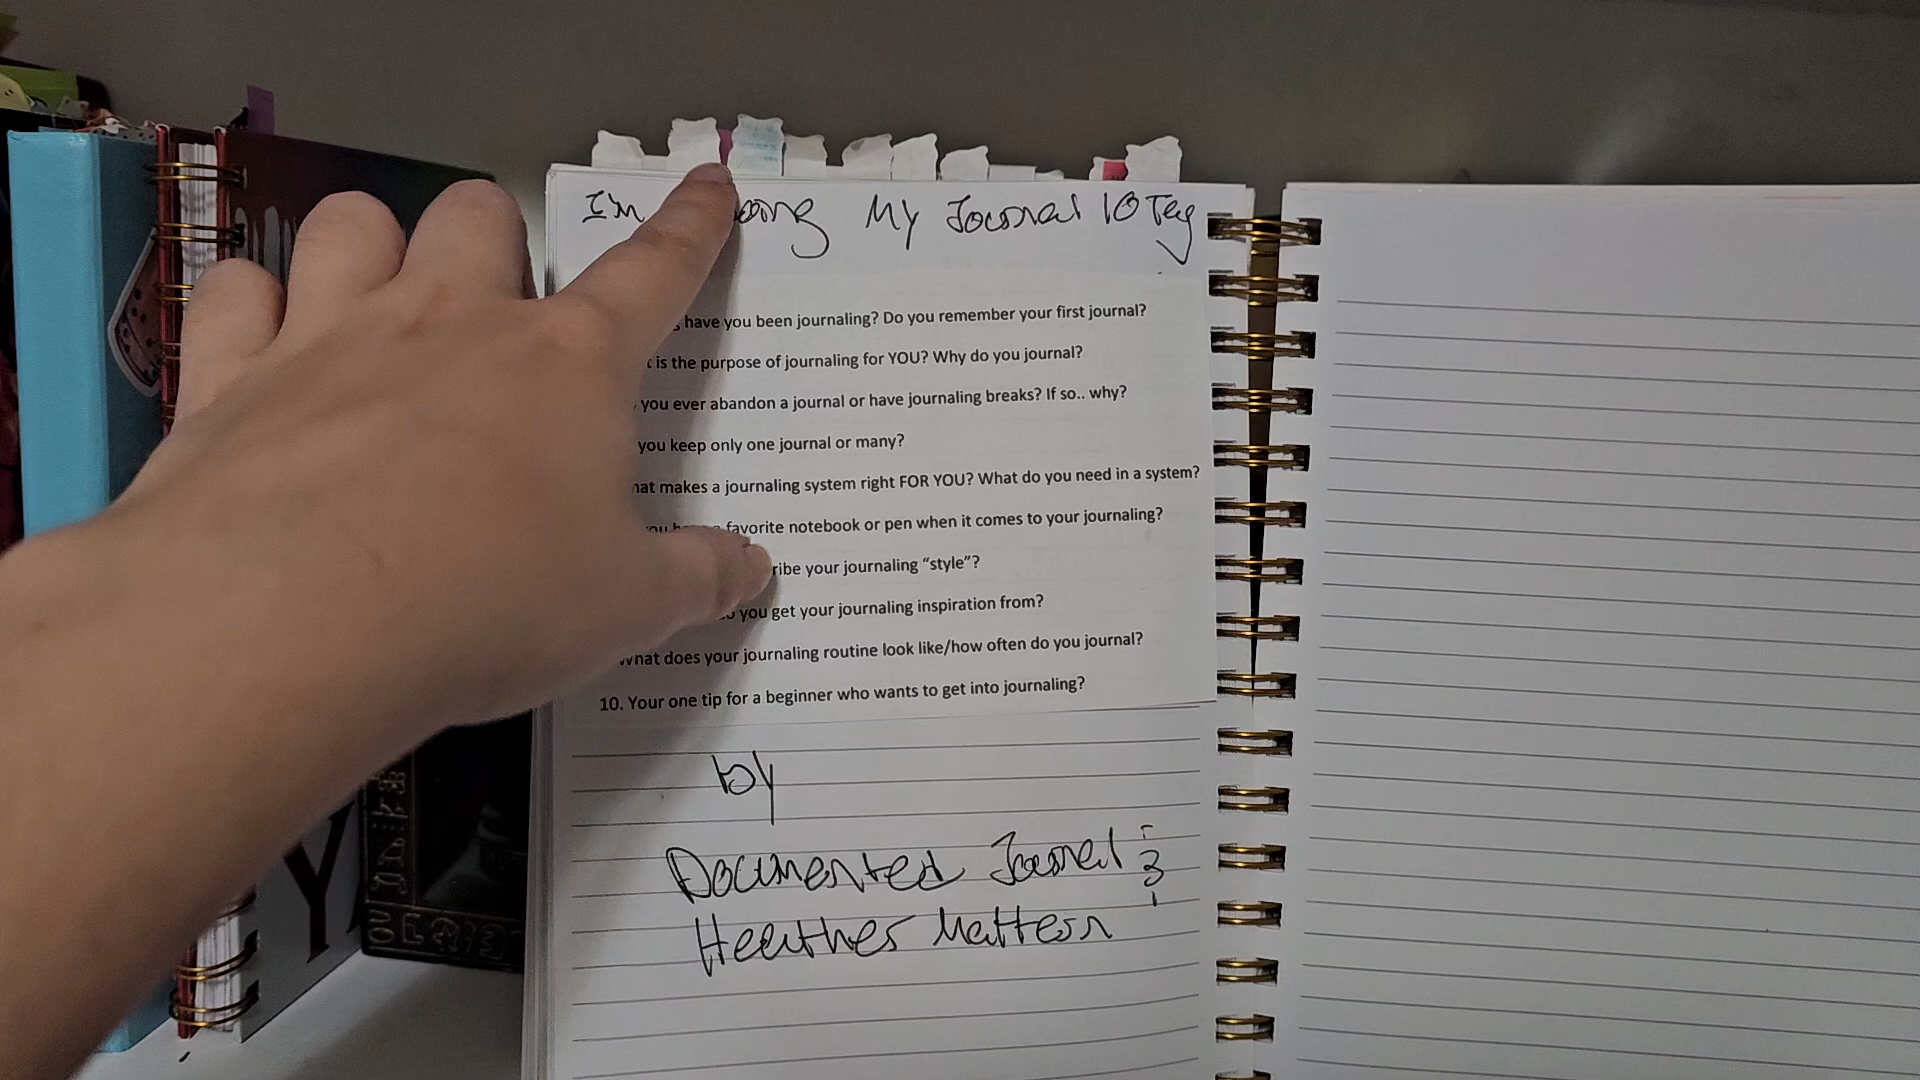 I'm doing My Journal 10 Tag
have you been journaling? Do you remember your first journal?
is the purpose of journaling for YOU? Why do you journal?
you ever abandon a journal or have journaling breaks? If so.. why?
you keep only one journal or many?
hat makes a journaling system right FOR YOU? What do you need in a system?
favorite notebook or pen when it comes to your journaling?
ribe your journaling “style”?
you get your journaling inspiration from?
What does your journaling routine look like/how often do you journal?
10. Your one tip for a beginner who wants to get into journaling?
by
Documented Journal &
Heather Mattern